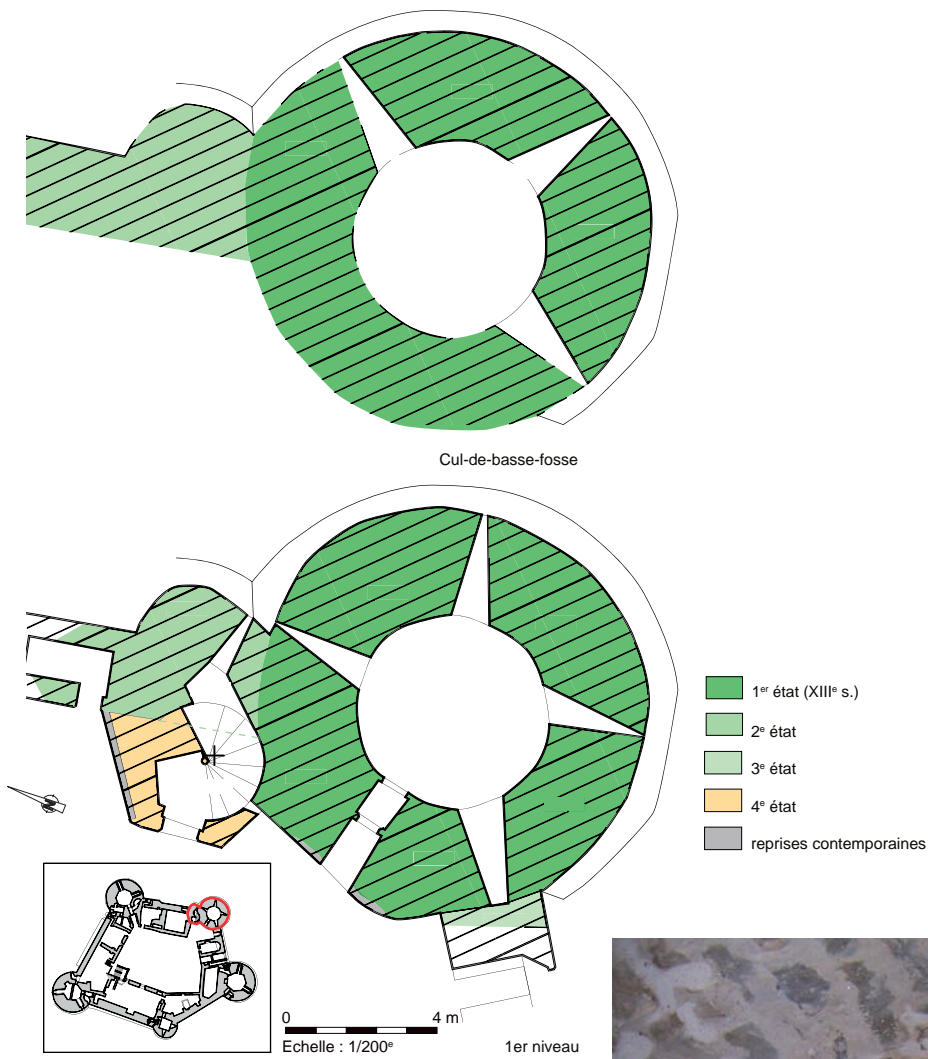 Cul-de-basse-fosse
1er état (XIIIe s.)
2e état
3e état
4e état
reprises contemporaines
N
0 4 m
Echelle : 1/200e
1er niveau